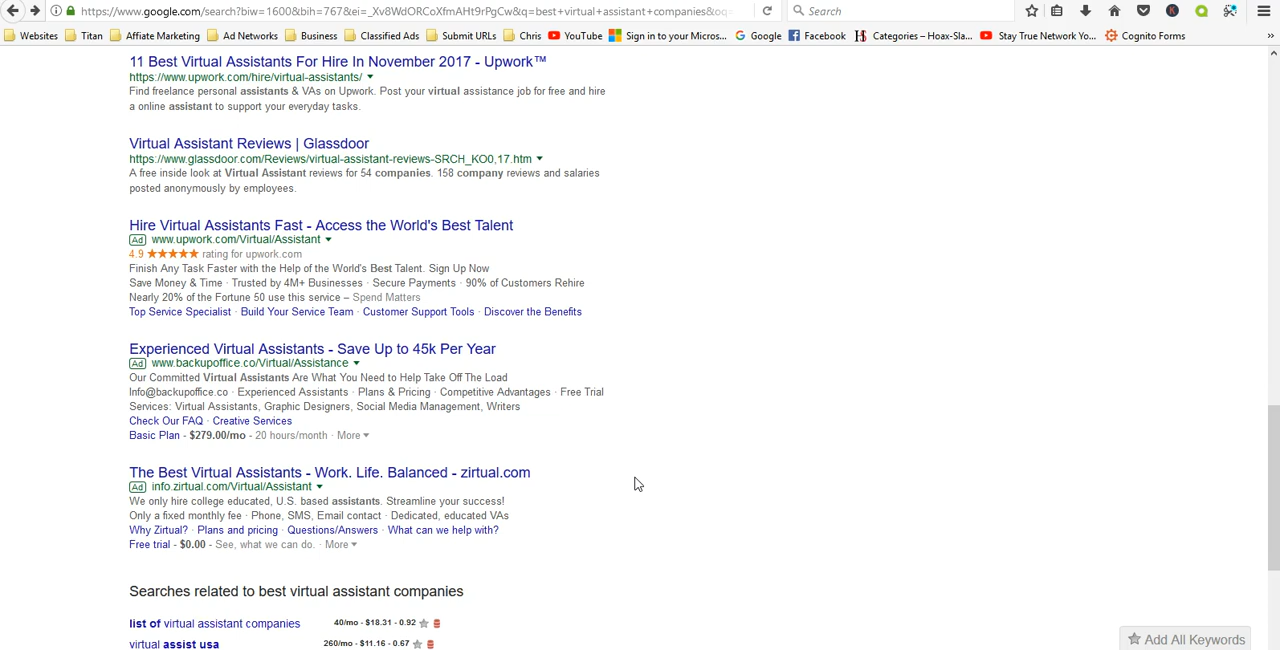 https://www.google.com/search?biw=1600&bih=767&ei=_Xv8WdORCoXfmAHt9rPgCw&q=best+virtual+assistant+companies&oq=
Search
Websites Titan Affiate Marketing Ad Networks Business Classified Ads Submit URLs Chris YouTube Sign in to your Micros... Google Facebook Categories – Hoax-Sla... Stay True Network Yo... Cognito Forms »
11 Best Virtual Assistants For Hire In November 2017 - Upwork™
https://www.upwork.com/hire/virtual-assistants/
Find freelance personal assistants & VAs on Upwork. Post your virtual assistance job for free and hire
a online assistant to support your everyday tasks.
Virtual Assistant Reviews | Glassdoor
https://www.glassdoor.com/Reviews/virtual-assistant-reviews-SRCH_KO0,17.htm
A free inside look at Virtual Assistant reviews for 54 companies. 158 company reviews and salaries
posted anonymously by employees.
Hire Virtual Assistants Fast - Access the World's Best Talent
Ad www.upwork.com/Virtual/Assistant
4.9 ★★★★★ rating for upwork.com
Finish Any Task Faster with the Help of the World's Best Talent. Sign Up Now
Save Money & Time · Trusted by 4M+ Businesses · Secure Payments · 90% of Customers Rehire
Nearly 20% of the Fortune 50 use this service – Spend Matters
Top Service Specialist · Build Your Service Team · Customer Support Tools · Discover the Benefits
Experienced Virtual Assistants - Save Up to 45k Per Year
Ad www.backupoffice.co/Virtual/Assistance
Our Committed Virtual Assistants Are What You Need to Help Take Off The Load
Info@backupoffice.co · Experienced Assistants · Plans & Pricing · Competitive Advantages · Free Trial
Services: Virtual Assistants, Graphic Designers, Social Media Management, Writers
Check Our FAQ · Creative Services
Basic Plan - $279.00/mo - 20 hours/month · More
The Best Virtual Assistants - Work. Life. Balanced - zirtual.com
Ad info.zirtual.com/Virtual/Assistant
We only hire college educated, U.S. based assistants. Streamline your success!
Only a fixed monthly fee · Phone, SMS, Email contact · Dedicated, educated VAs
Why Zirtual? · Plans and pricing · Questions/Answers · What can we help with?
Free trial - $0.00 - See, what we can do. · More
Searches related to best virtual assistant companies
list of virtual assistant companies 40/mo - $18.31 - 0.92
virtual assist usa 260/mo - $11.16 - 0.67
Add All Keywords